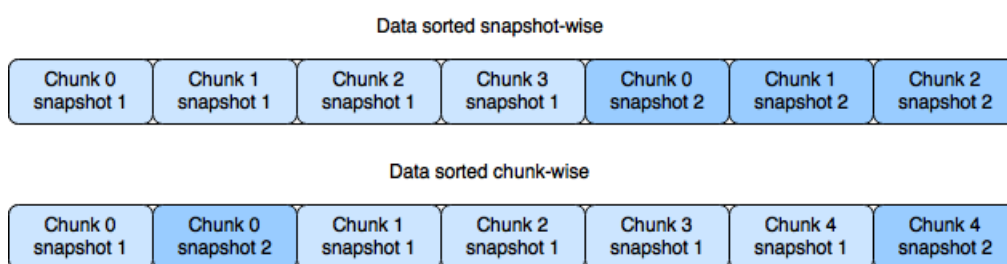 Data sorted snapshot-wise
Chunk 0 Chunk 1 Chunk 2 Chunk 3 Chunk 0 Chunk 1 Chunk 2
snapshot 1 snapshot 1 snapshot 1 snapshot 1 snapshot 2 snapshot 2 snapshot 2
Data sorted chunk-wise
Chunk 0 Chunk 0 Chunk 1 Chunk 2 Chunk 3 Chunk 4 Chunk 4
snapshot 1 snapshot 2 snapshot 1 snapshot 1 snapshot 1 snapshot 1 snapshot 2